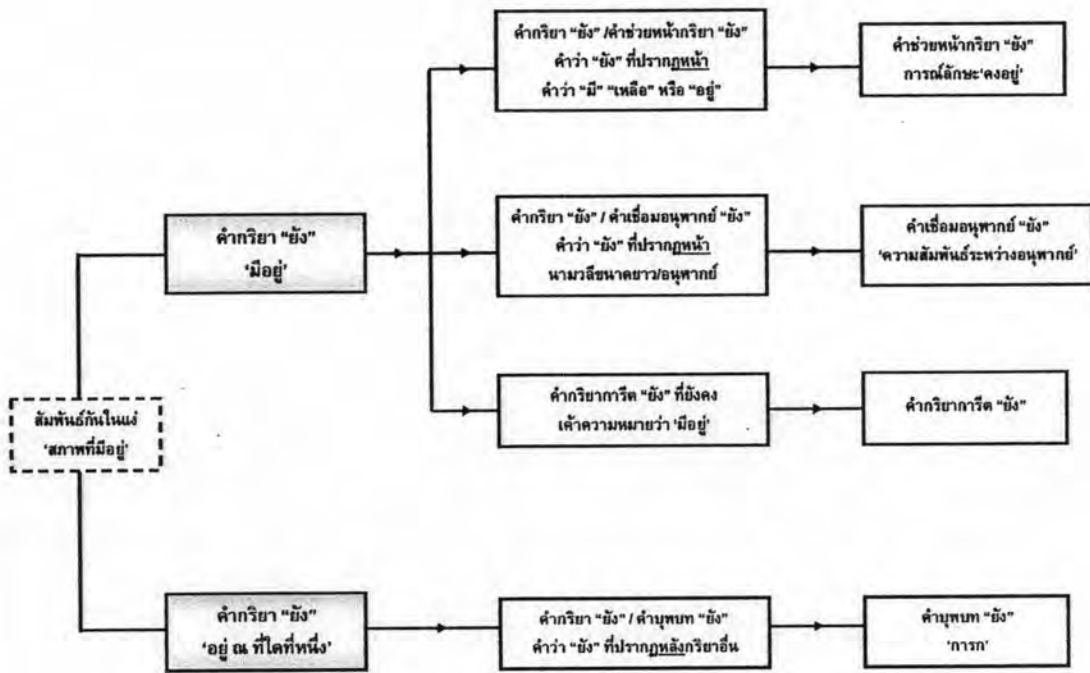 คำกริยา “ยัง” /คำช่วยหน้ากริยา “ยัง”
คำว่า “ยัง” ที่ปรากฏหน้า
คำว่า “มี” “เหลือ” หรือ “อยู่”
คำช่วยหน้ากริยา “ยัง”
การณ์ลักษะ‘คงอยู่’
คำกริยา “ยัง”
‘มีอยู่’
คำกริยา “ยัง” / คำเชื่อมอนุพากย์ “ยัง”
คำว่า “ยัง” ที่ปรากฏหน้า
นามวลีขนาดยาว/อนุพากย์
คำเชื่อมอนุพากย์ “ยัง”
‘ความสัมพันธ์ระหว่างอนุพากย์’
สัมพันธ์กันในแง่
‘สภาพที่มีอยู่’
คำกริยาการีต “ยัง” ที่ยังคง
เค้าความหมายว่า ‘มีอยู่’
คำกริยาการีต “ยัง”
คำกริยา “ยัง”
‘อยู่ ณ ที่ใดที่หนึ่ง’
คำกริยา “ยัง” / คำบุพบท “ยัง”
คำว่า “ยัง” ที่ปรากฏหลังกริยาอื่น
คำบุพบท “ยัง”
‘การก’